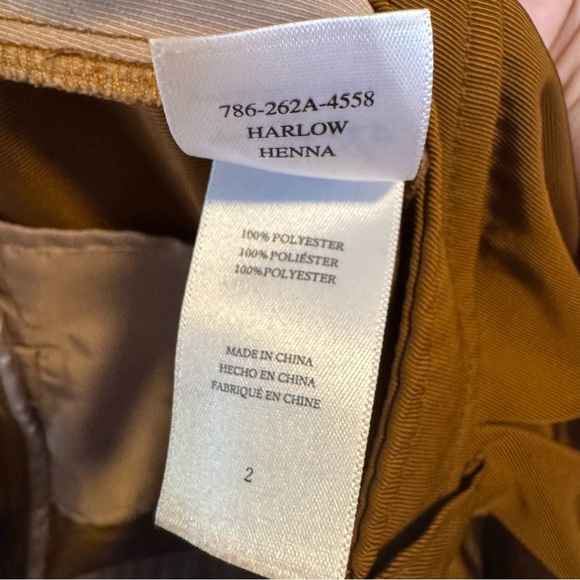 786-262A-4558
HARLOW
HENNA
100% POLYESTER
100% POLIÉSTER
100%POLYESTER
MADE IN CHINA
HECHO EN CHINA
FABRIQUÉ EN CHINE
2